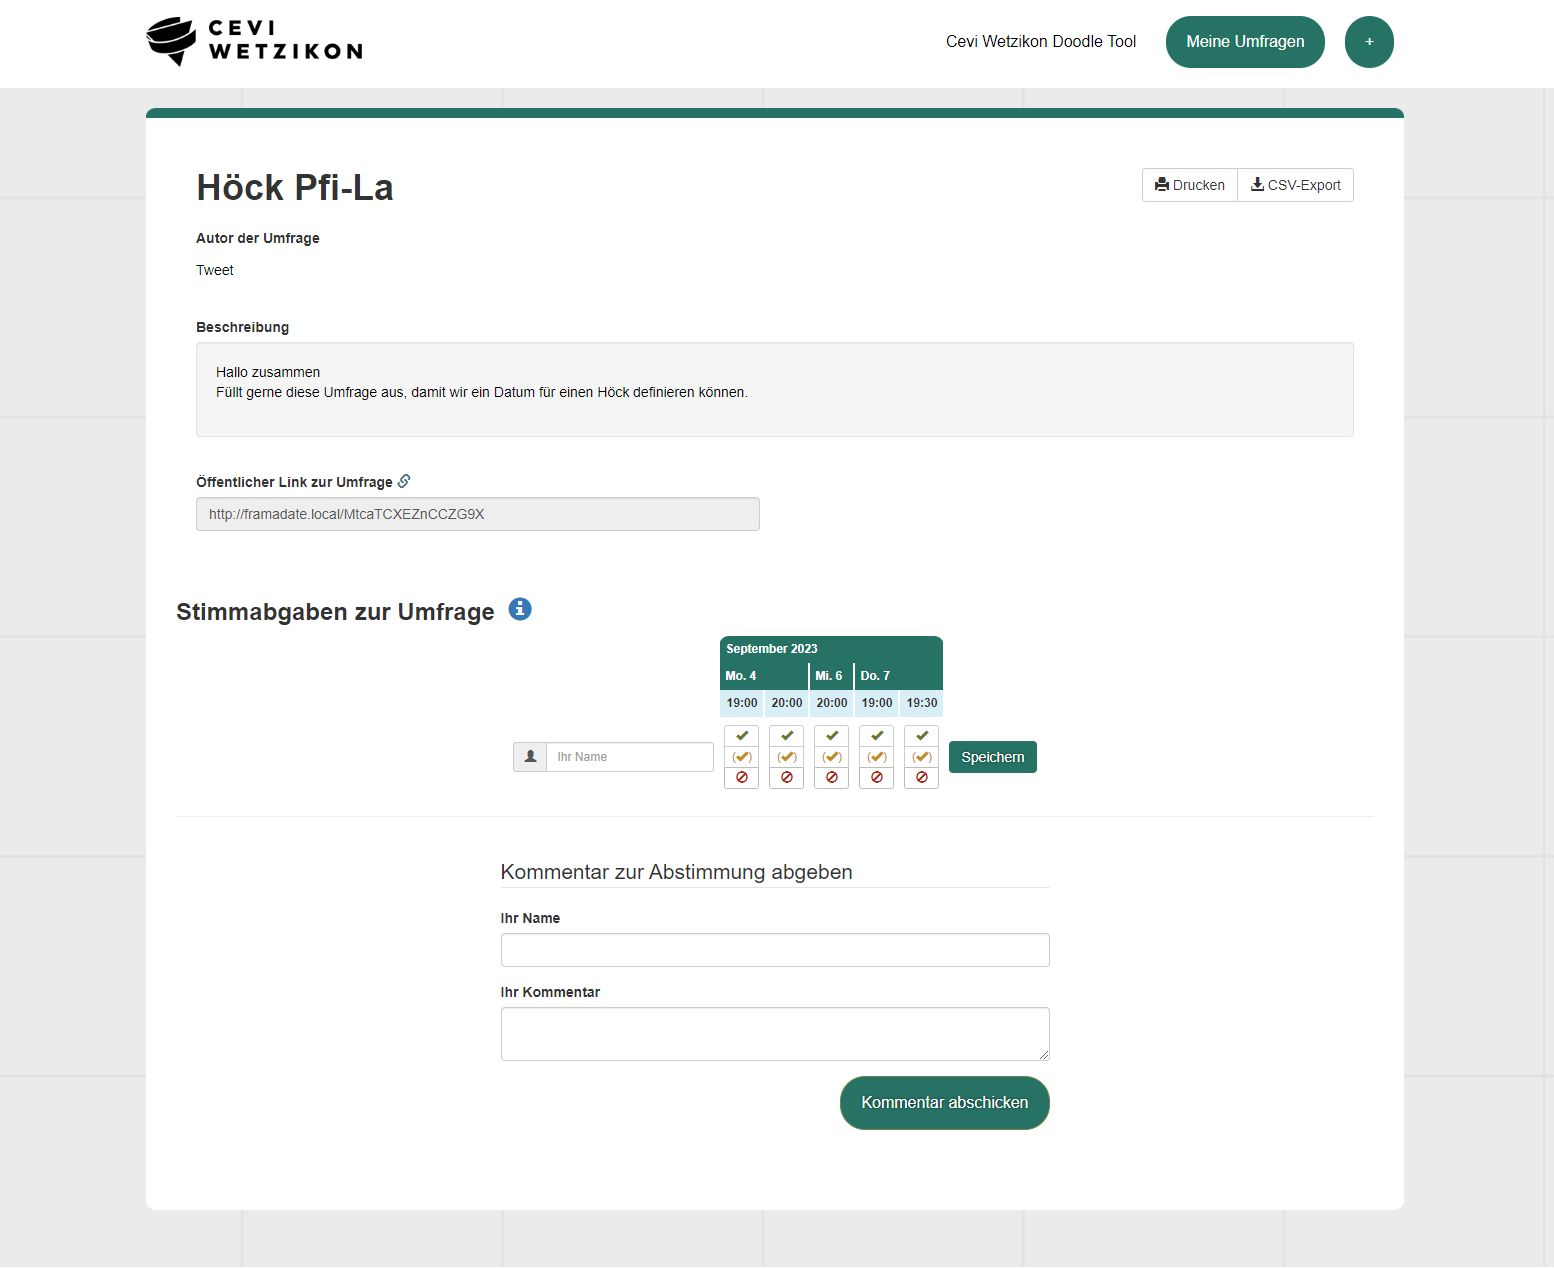 CEVI
WETZIKON
Cevi Wetzikon Doodle Tool
Meine Umfragen
+
Höck Pfi-La
Drucken
CSV-Export
Autor der Umfrage
Tweet
Beschreibung
Hallo zusammen
Füllt gerne diese Umfrage aus, damit wir ein Datum für einen Höck definieren können.
Öffentlicher Link zur Umfrage
http://framadate.local/MtcaTCXEZnCCZG9X
Stimmabgaben zur Umfrage
September 2023
Mo. 4 Mi. 6 Do. 7
19:00 20:00 20:00 19:00 19:30
Ihr Name
Speichern
Kommentar zur Abstimmung abgeben
Ihr Name
Ihr Kommentar
Kommentar abschicken